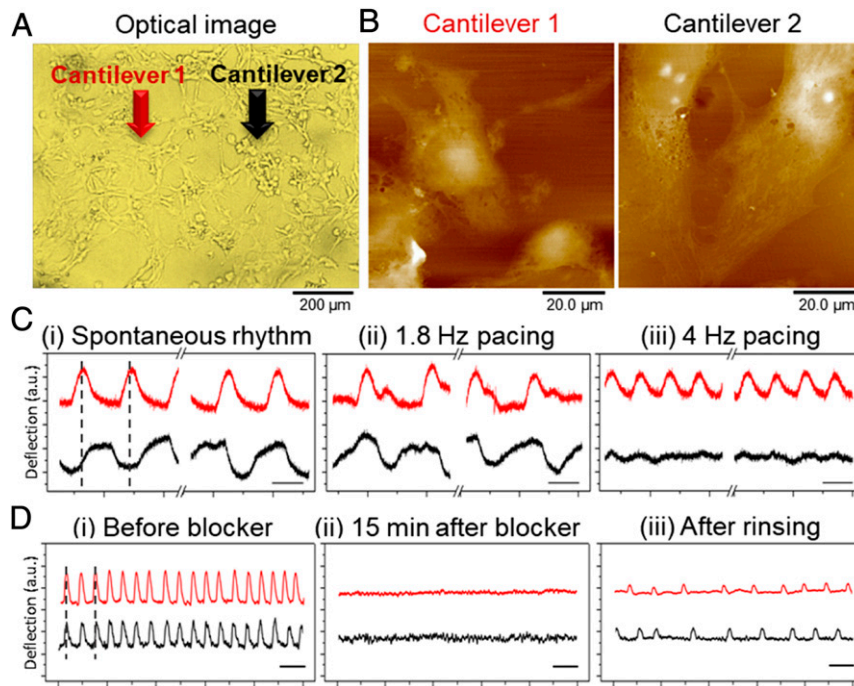 A
Optical image
Cantilever 1
Cantilever 2
200 µm
B
Cantilever 1
Cantilever 2
20.0 µm
20.0 µm
C
(i) Spontaneous rhythm
(ii) 1.8 Hz pacing
(iii) 4 Hz pacing
Deflection (a.u.)
D
(i) Before blocker
(ii) 15 min after blocker
(iii) After rinsing
Deflection (a.u.)